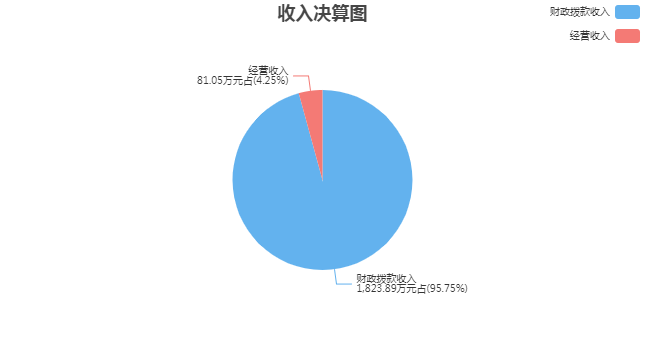 收入决算图
财政拨款收入
经营收入
经营收入
81.05万元占(4.25%)
财政拨款收入
1,823.89万元占(95.75%)